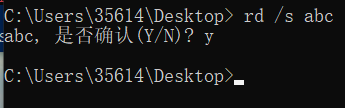 C:\Users\35614\Desktop> rd /s abc
abc, 是否确认(Y/N)? y
C:\Users\35614\Desktop>